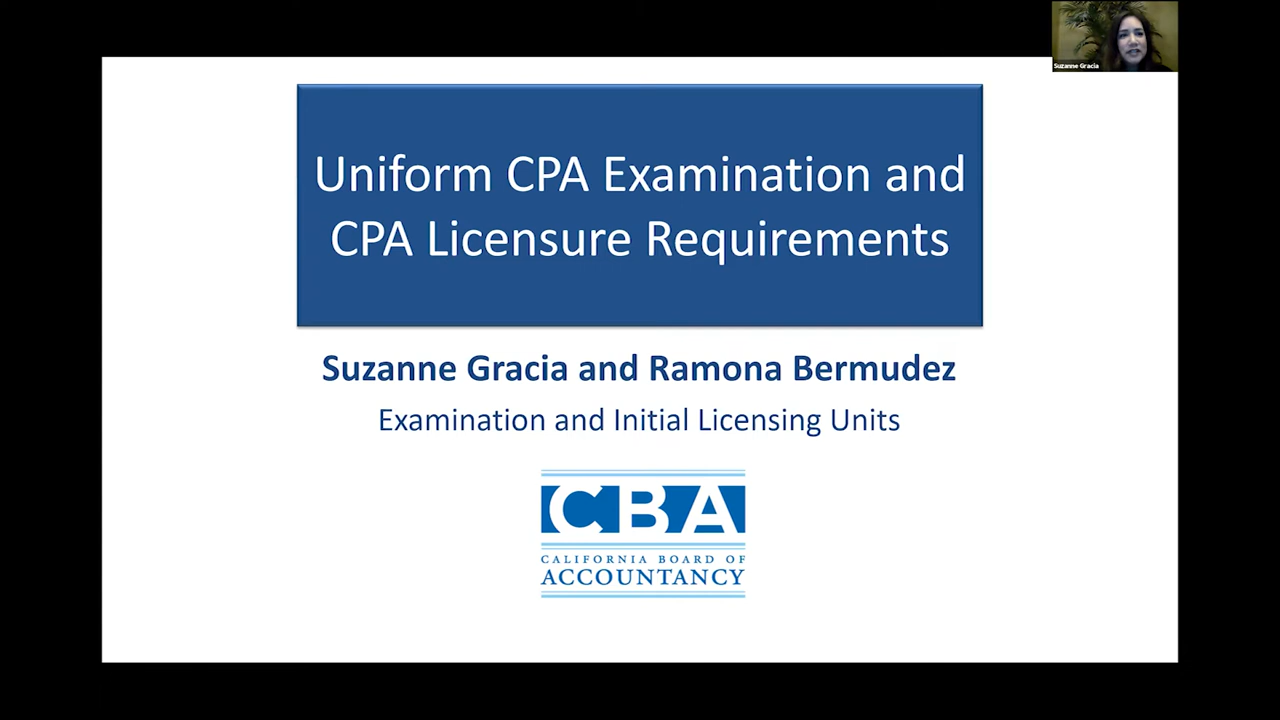 Suzanne Gracia
Uniform CPA Examination and
CPA Licensure Requirements
Suzanne Gracia and Ramona Bermudez
Examination and Initial Licensing Units
CBA
CALIFORNIA BOARD OF
ACCOUNTANCY